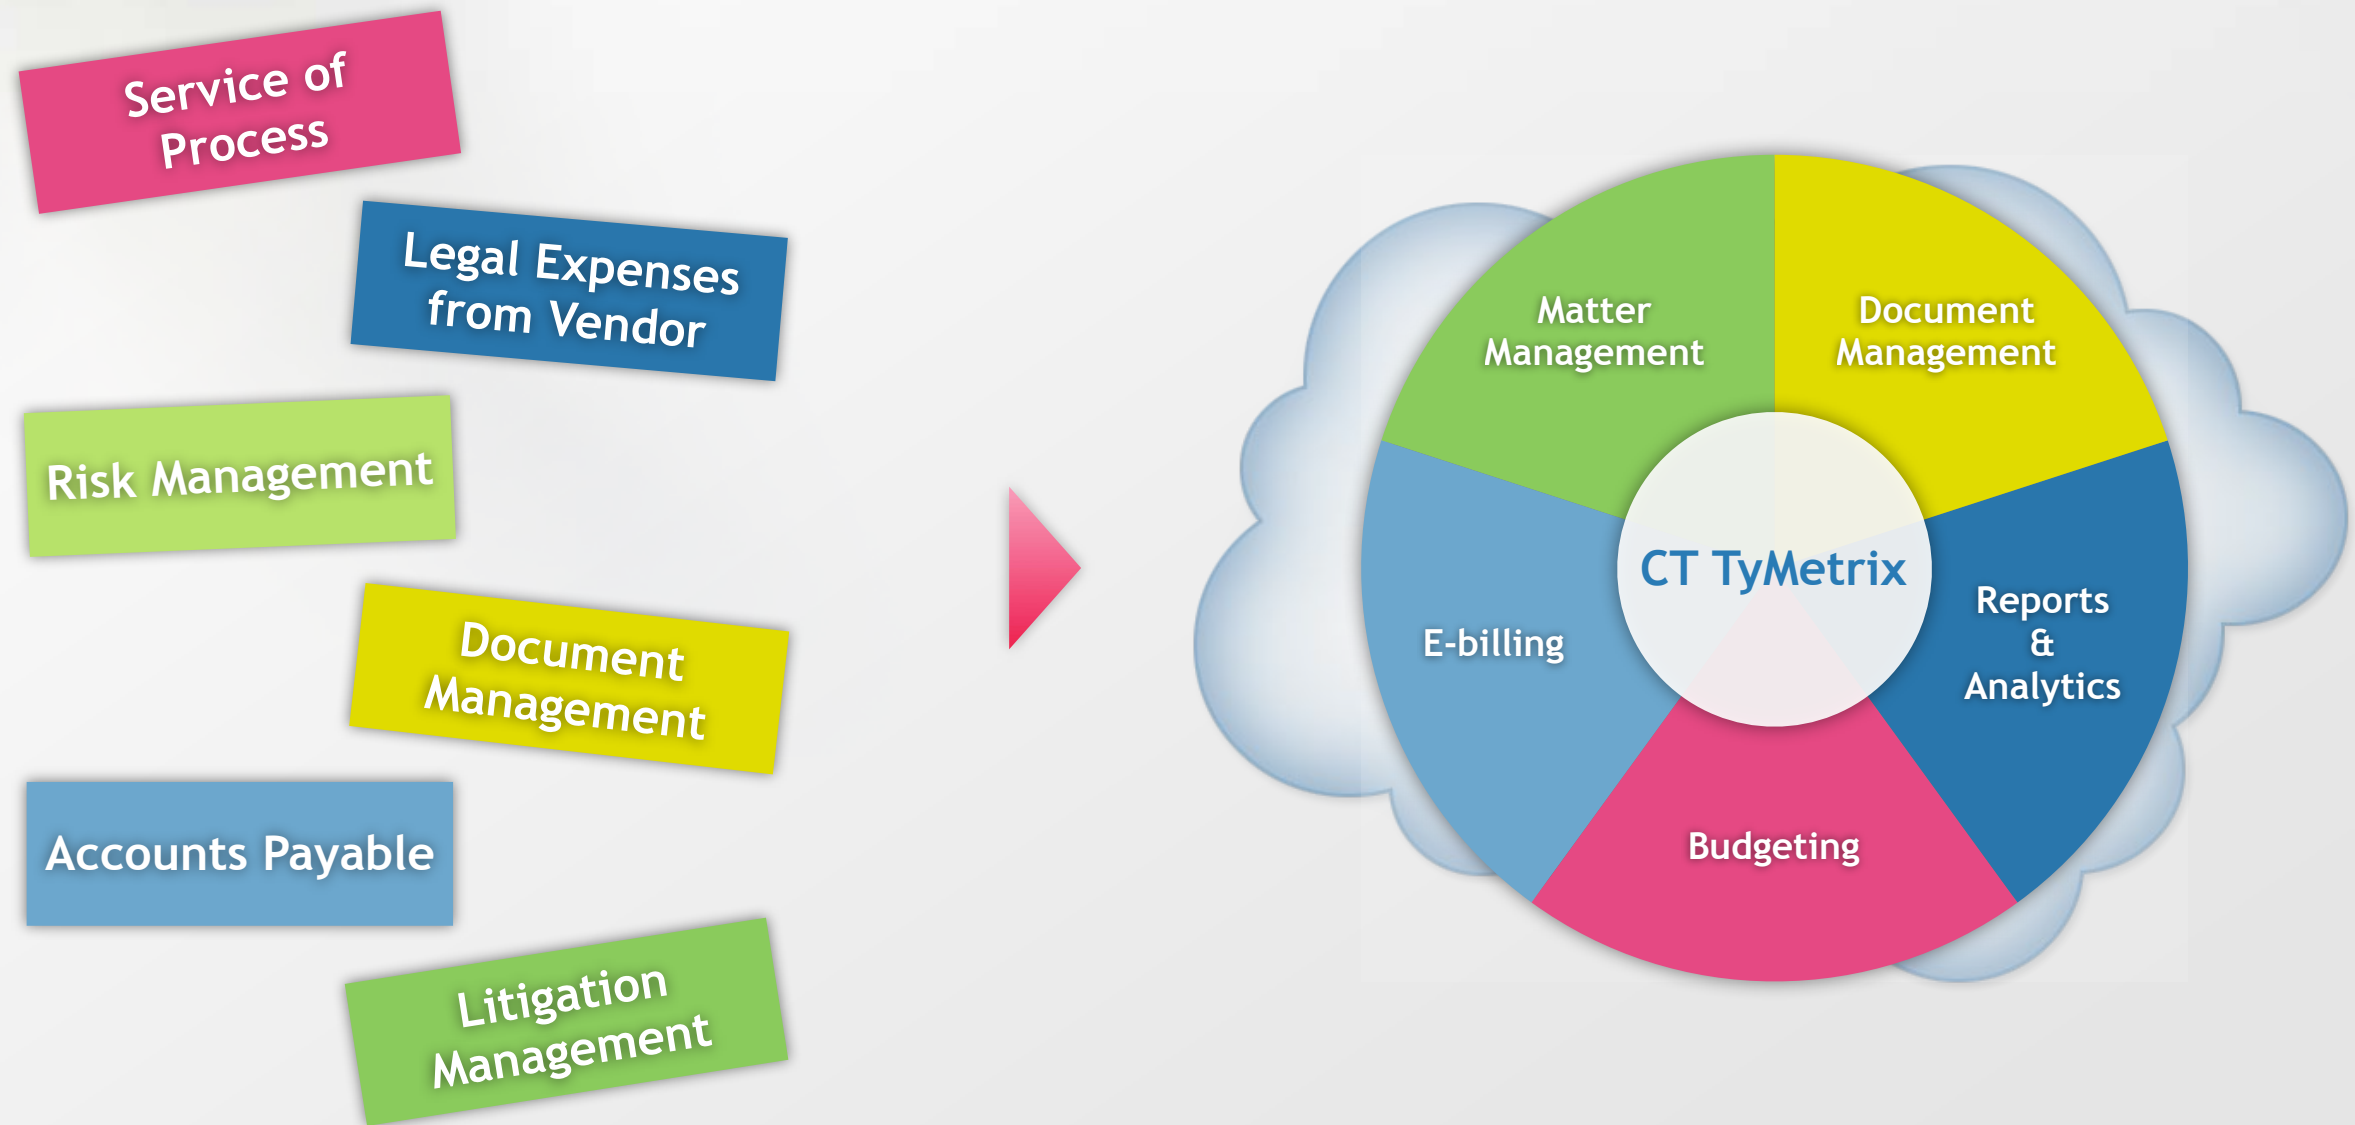 Service of
Process
Legal Expenses
from Vendor
Risk Management
Document
Management
Accounts Payable
Litigation
Management
Matter
Management
Document
Management
CT TyMetrix
E-billing
Reports
&
Analytics
Budgeting